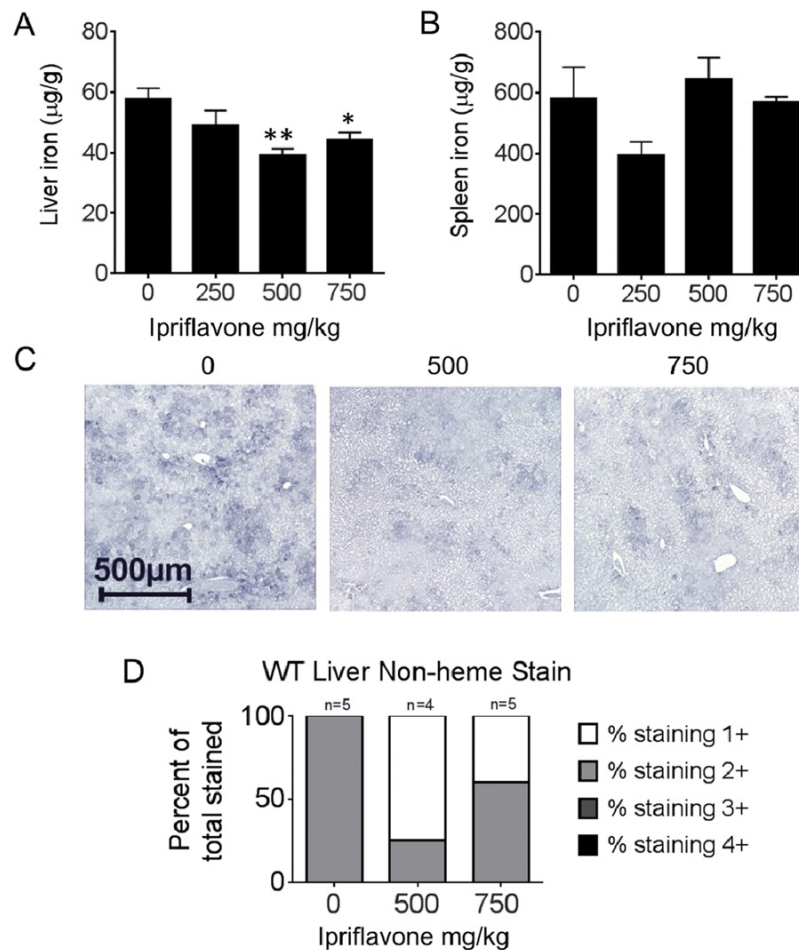 A
80
60
40
20
0
Liver iron (μg/g)
**
*
0 250 500 750
Ipriflavone mg/kg
B
800
600
400
200
0
Spleen iron (μg/g)
0 250 500 750
Ipriflavone mg/kg
C
0 500 750
500μm
D
WT Liver Non-heme Stain
n=5 n=4 n=5
100
50
0
Percent of
total stained
0 500 750
Ipriflavone mg/kg
% staining 1+
% staining 2+
% staining 3+
% staining 4+